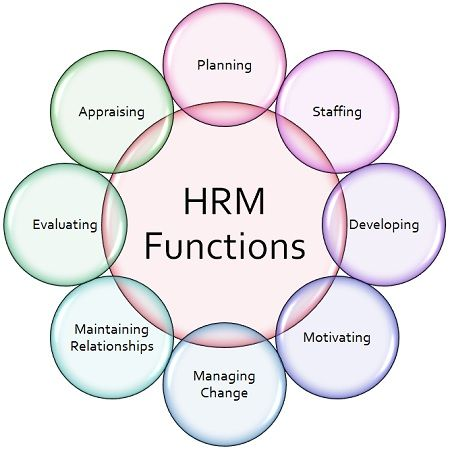 Planning
Staffing
Developing
Motivating
Managing
Change
Maintaining
Relationships
Evaluating
Appraising
HRM
Functions